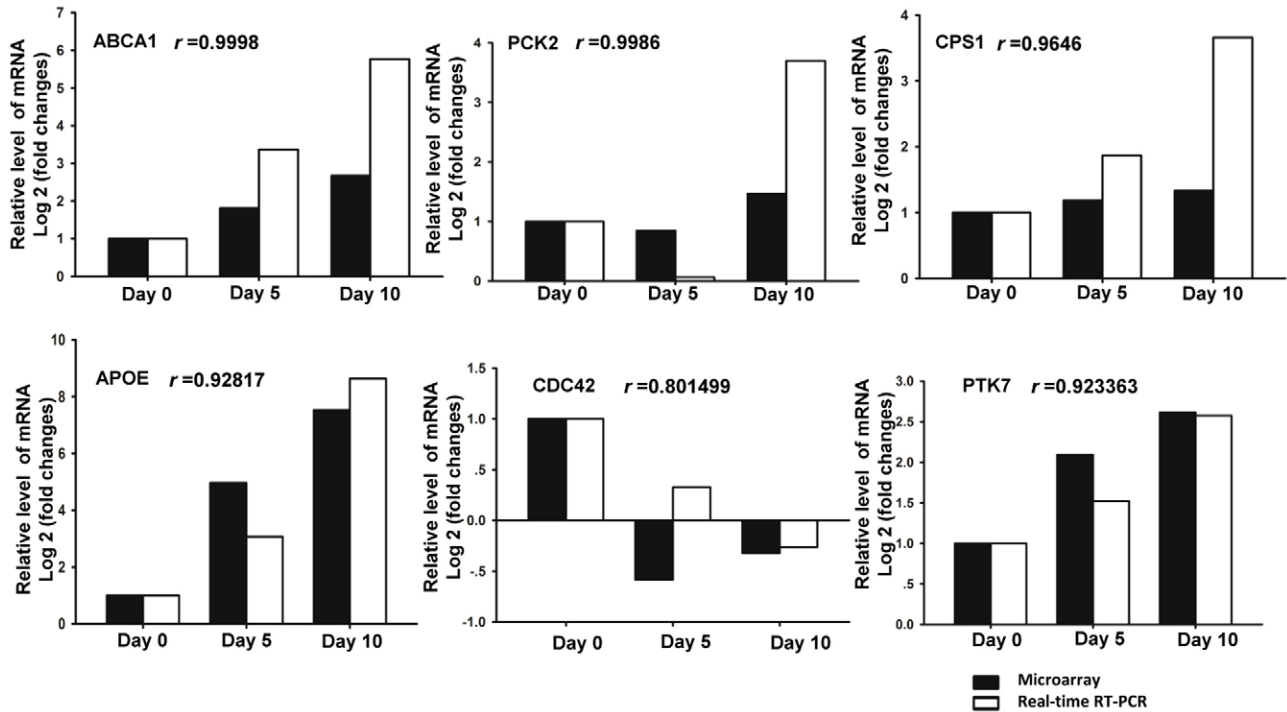 ABCA1 r=0.9998
Relative level of mRNA
Log 2 (fold changes)
7
6
5
4
3
2
1
0
Day 0 Day 5 Day 10
PCK2 r=0.9986
Relative level of mRNA
Log 2 (fold changes)
4
3
2
1
0
Day 0 Day 5 Day 10
CPS1 r=0.9646
Relative level of mRNA
Log 2 (fold changes)
4
3
2
1
0
Day 0 Day 5 Day 10
APOE r=0.92817
Relative level of mRNA
Log 2 (fold changes)
10
8
6
4
2
0
Day 0 Day 5 Day 10
CDC42 r=0.801499
Relative level of mRNA
Log 2 (fold changes)
1.5
1.0
.5
0.0
-.5
-1.0
Day 0 Day 5 Day 10
PTK7 r=0.923363
Relative level of mRNA
Log 2 (fold changes)
3.0
2.5
2.0
1.5
1.0
.5
0.0
Day 0 Day 5 Day 10
Microarray
Real-time RT-PCR